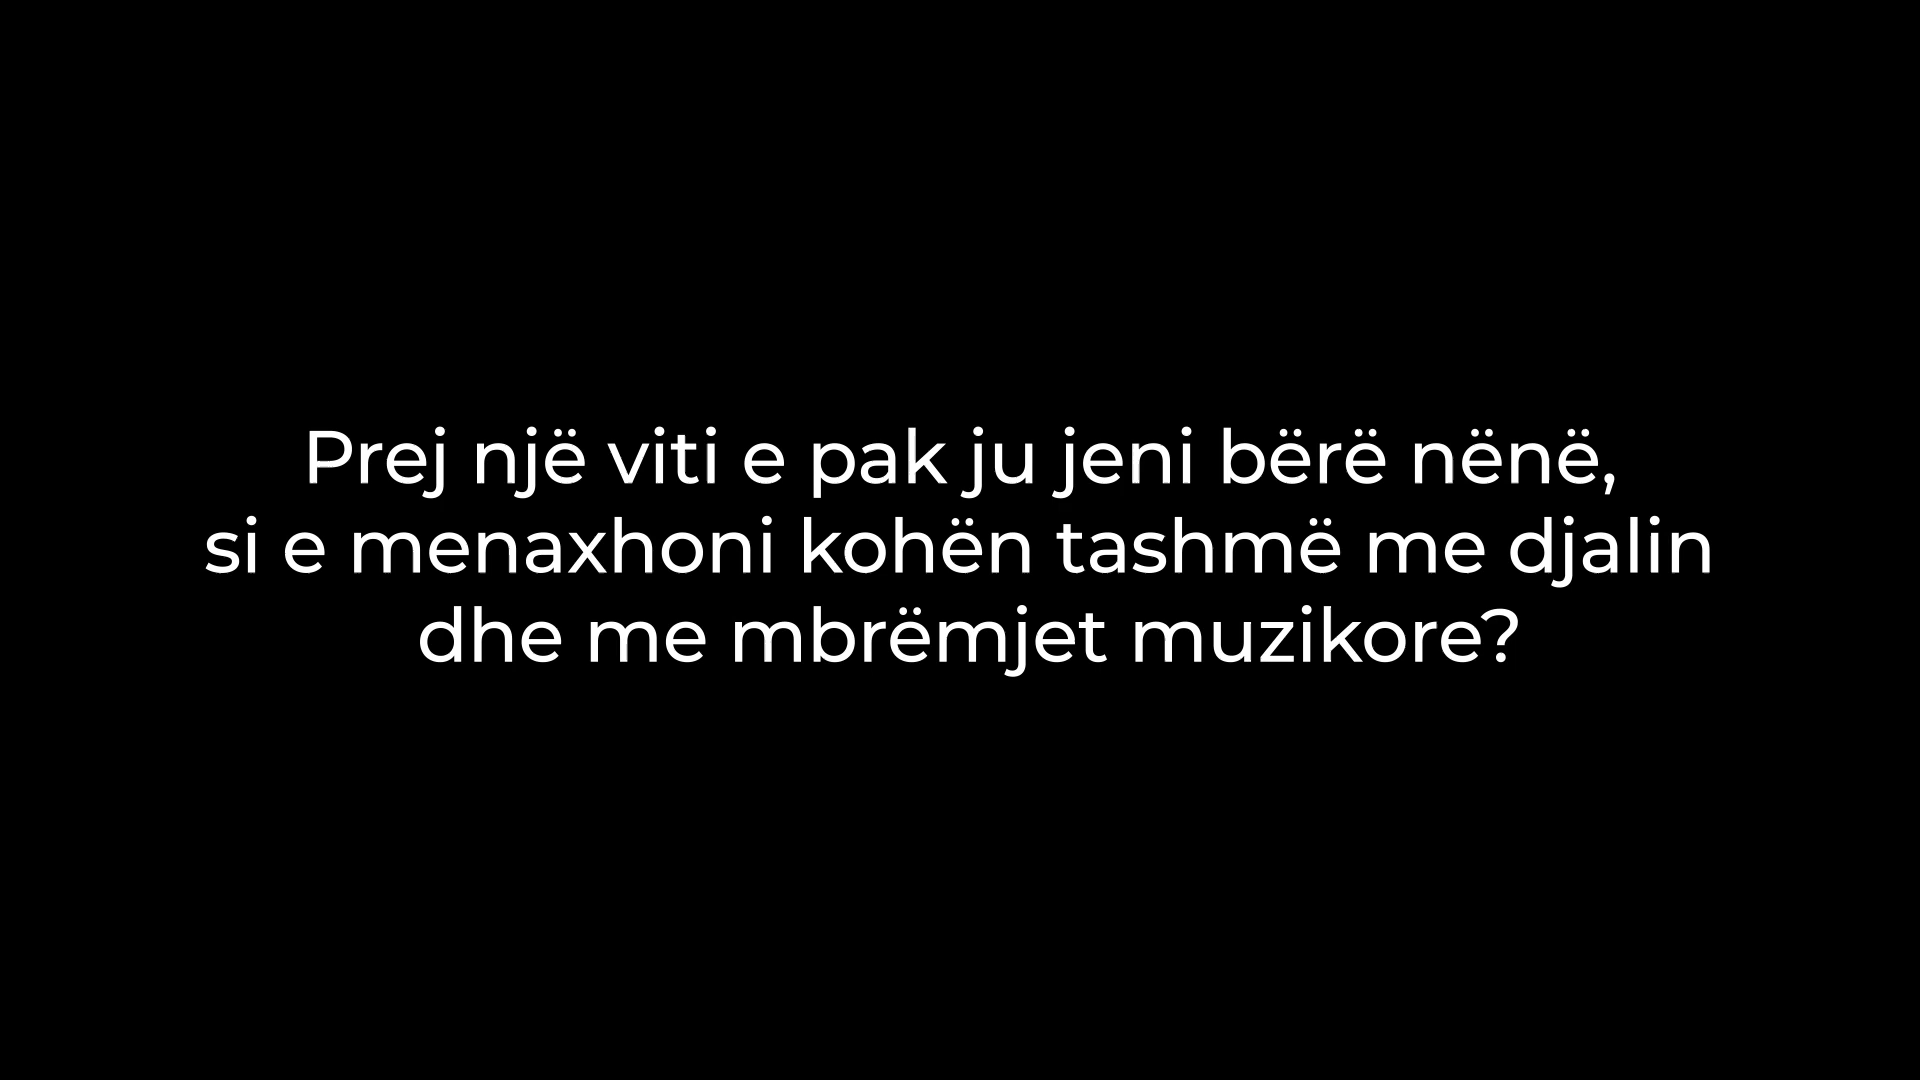 Prej një viti e pak ju jeni bërë nënë,
si e menaxhoni kohën tashmë me djalin
dhe me mbrëmjet muzikore?